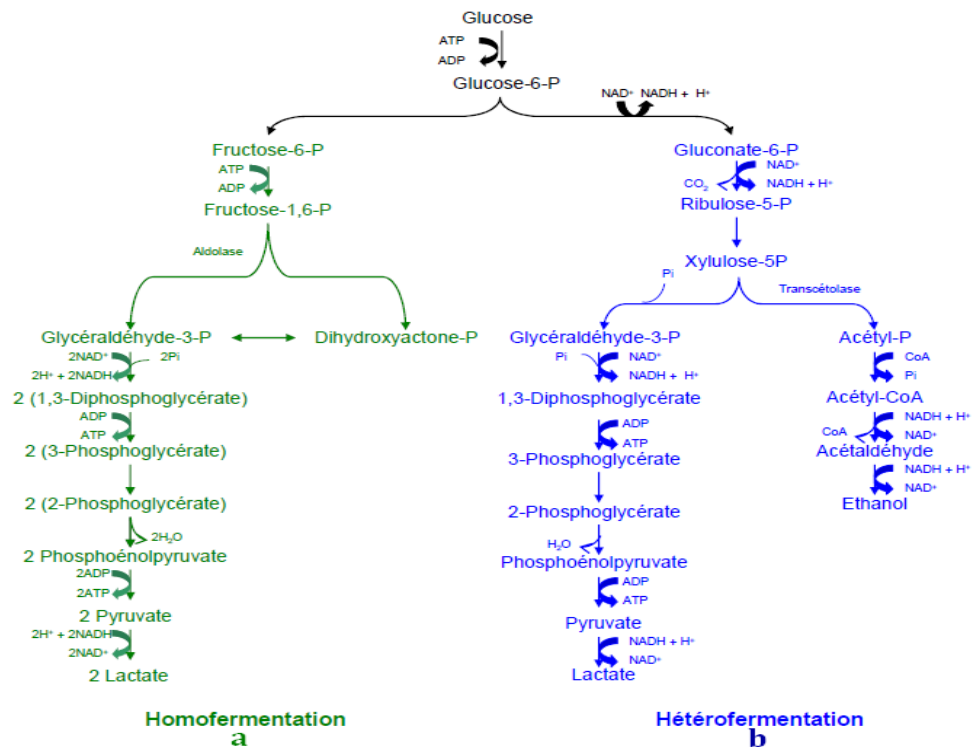 Glucose
ATP
ADP
Glucose-6-P
NAD⁺ NADH + H⁺
Fructose-6-P
ATP
ADP
Fructose-1,6-P
Aldolase
Glycéraldéhyde-3-P
Dihydroxyactone-P
2NAD⁺
2Pi
2H⁺ + 2NADH
2 (1,3-Diphosphoglycérate)
ADP
ATP
2 (3-Phosphoglycérate)
2 (2-Phosphoglycérate)
2H₂O
2 Phosphoénolpyruvate
2ADP
2ATP
2 Pyruvate
2H⁺ + 2NADH
2NAD⁺
2 Lactate
Homofermentation
a
Gluconate-6-P
NAD⁺
CO₂
NADH + H⁺
Ribulose-5-P
Xylulose-5P
Pi
Transcétolase
Glycéraldéhyde-3-P
Pi
NAD⁺
NADH + H⁺
1,3-Diphosphoglycérate
ADP
ATP
3-Phosphoglycérate
2-Phosphoglycérate
H₂O
Phosphoénolpyruvate
ADP
ATP
Pyruvate
NADH + H⁺
NAD⁺
Lactate
Acétyl-P
CoA
Pi
Acétyl-CoA
NADH + H⁺
CoA
NAD⁺
Acétaldéhyde
NADH + H⁺
NAD⁺
Ethanol
Hétérofermentation
b